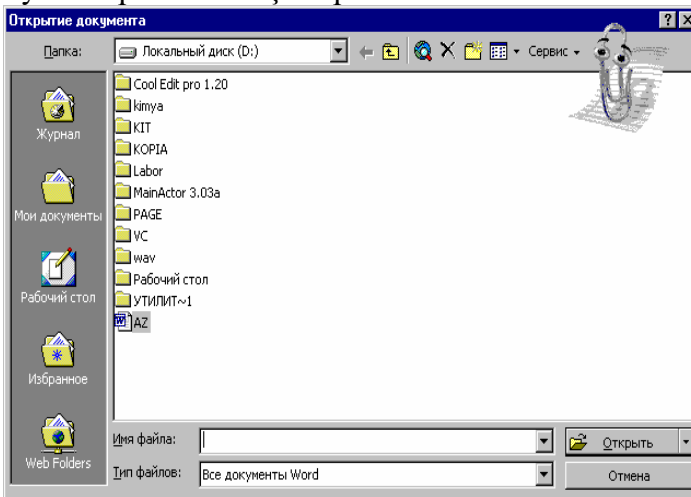 Открытие документа
Папка: Локальный диск (D:) Сервис
Журнал
Мои документы
Рабочий стол
Избранное
Web Folders
Cool Edit pro 1.20
kimya
KIT
KOPIA
Labor
MainActor 3.03a
PAGE
VC
wav
Рабочий стол
УТИЛИТ~1
AZ
Имя файла:
Открыть
Тип файлов: Все документы Word
Отмена